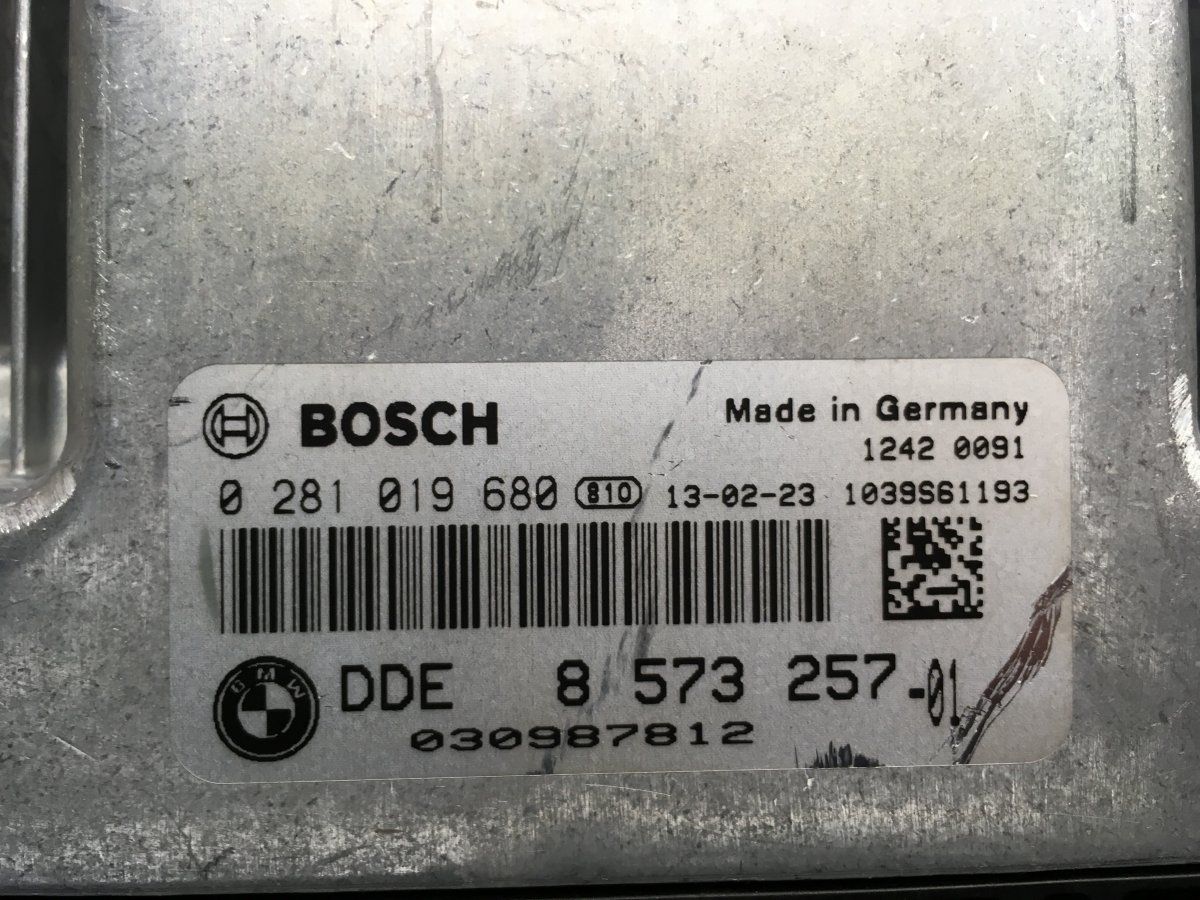 BOSCH
Made in Germany
1242 0091
0 281 019 680 810 13-02-23 1039S61193
BMW
DDE 8 573 257-01
030987812